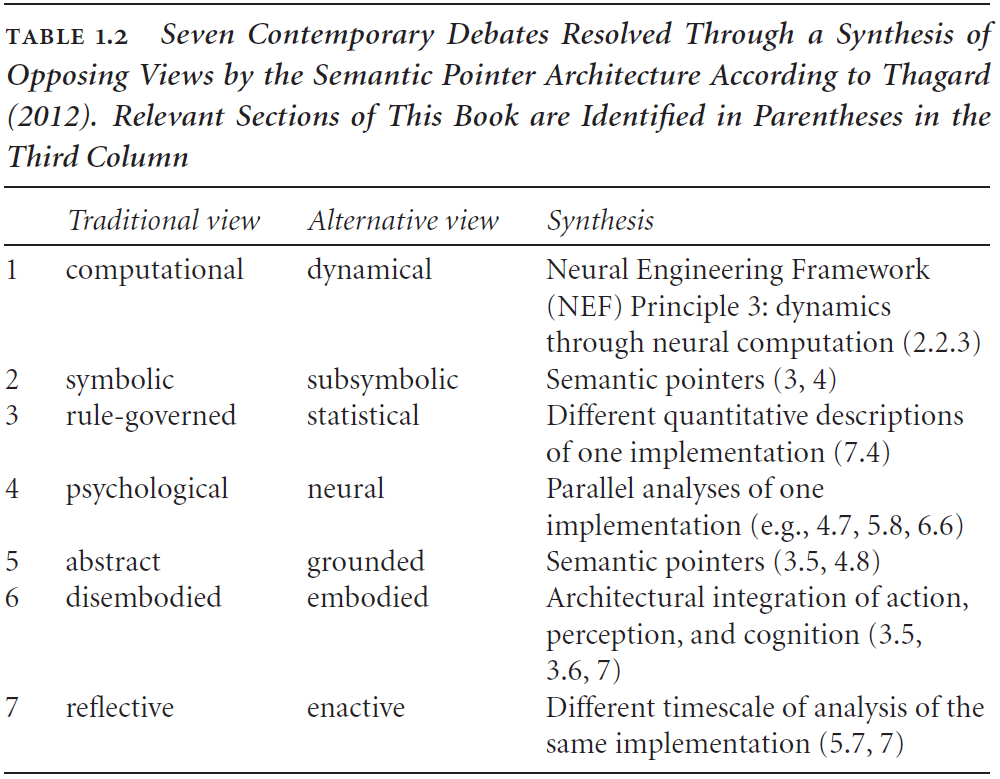 TABLE 1.2 Seven Contemporary Debates Resolved Through a Synthesis of
Opposing Views by the Semantic Pointer Architecture According to Thagard
(2012). Relevant Sections of This Book are Identified in Parentheses in the
Third Column
Traditional view Alternative view Synthesis
1 computational dynamical Neural Engineering Framework
(NEF) Principle 3: dynamics
through neural computation (2.2.3)
2 symbolic subsymbolic Semantic pointers (3, 4)
3 rule-governed statistical Different quantitative descriptions
of one implementation (7.4)
4 psychological neural Parallel analyses of one
implementation (e.g., 4.7, 5.8, 6.6)
5 abstract grounded Semantic pointers (3.5, 4.8)
6 disembodied embodied Architectural integration of action,
perception, and cognition (3.5,
3.6, 7)
7 reflective enactive Different timescale of analysis of the
same implementation (5.7, 7)